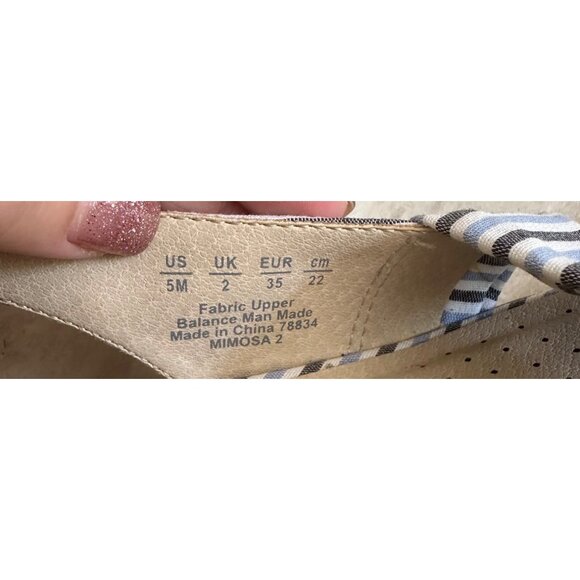 US UK EUR cm
5M 2 35 22
Fabric Upper
Balance Man Made
Made in China 78834
MIMOSA 2